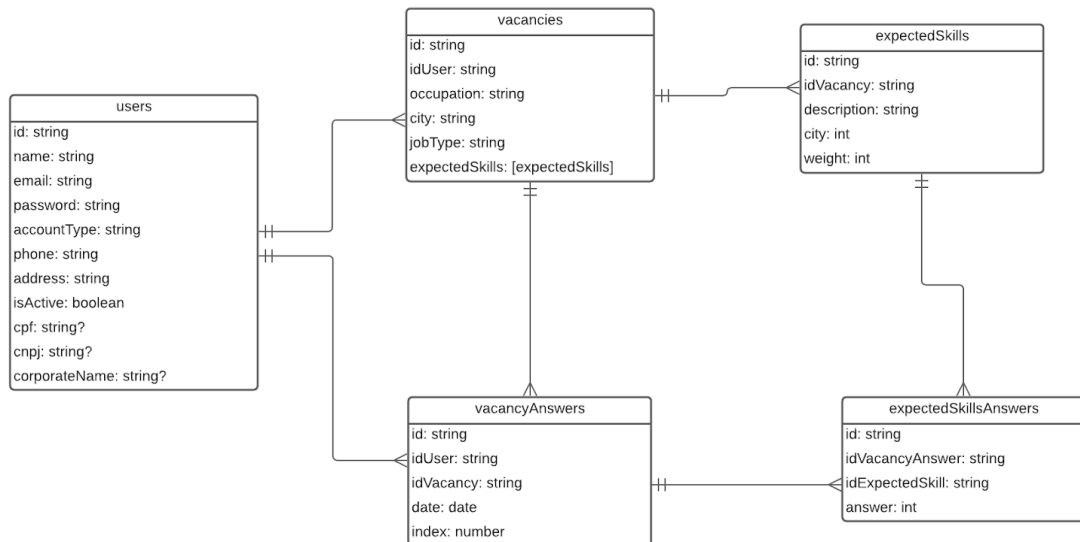 users
id: string
name: string
email: string
password: string
accountType: string
phone: string
address: string
isActive: boolean
cpf: string?
cnpj: string?
corporateName: string?
vacancies
id: string
idUser: string
occupation: string
city: string
jobType: string
expectedSkills: [expectedSkills]
expectedSkills
id: string
idVacancy: string
description: string
city: int
weight: int
vacancyAnswers
id: string
idUser: string
idVacancy: string
date: date
index: number
expectedSkillsAnswers
id: string
idVacancyAnswer: string
idExpectedSkill: string
answer: int